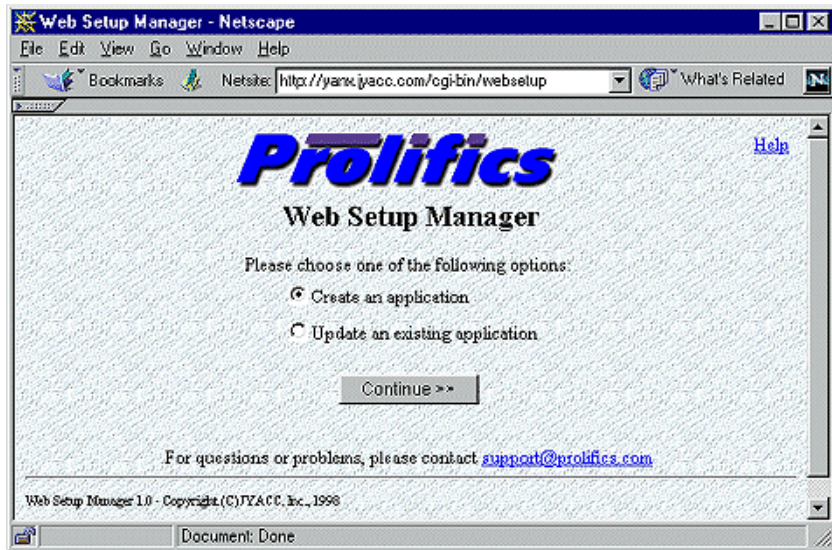 Web Setup Manager - Netscape
File Edit View Go Window Help
Bookmarks Netsite: http://yanx.jyacc.com/cgi-bin/websetup What's Related N
Help
Prolifics
Web Setup Manager
Please choose one of the following options:
Create an application
Update an existing application
Continue >>
For questions or problems, please contact support@prolifics.com
Web Setup Manager 1.0 - Copyright (C)JYACC, Inc., 1998
Document: Done